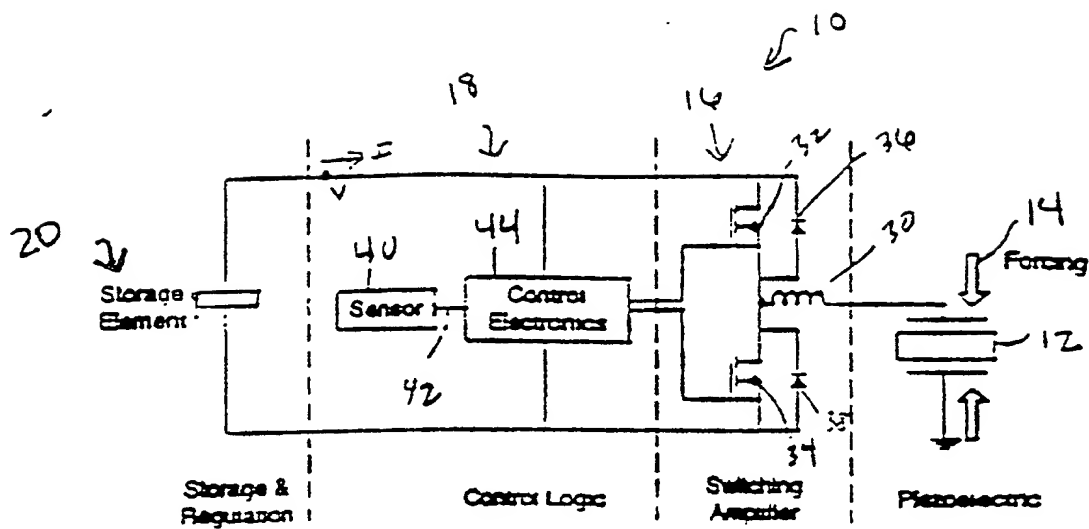 10
18
16
32
36
I
V
30
14
20
40
44
Forcing
Storage
Element
Sensor
Control
Electronics
12
42
34
Storage &
Regulation
Control Logic
Switching
Amplifier
Piezoelectric